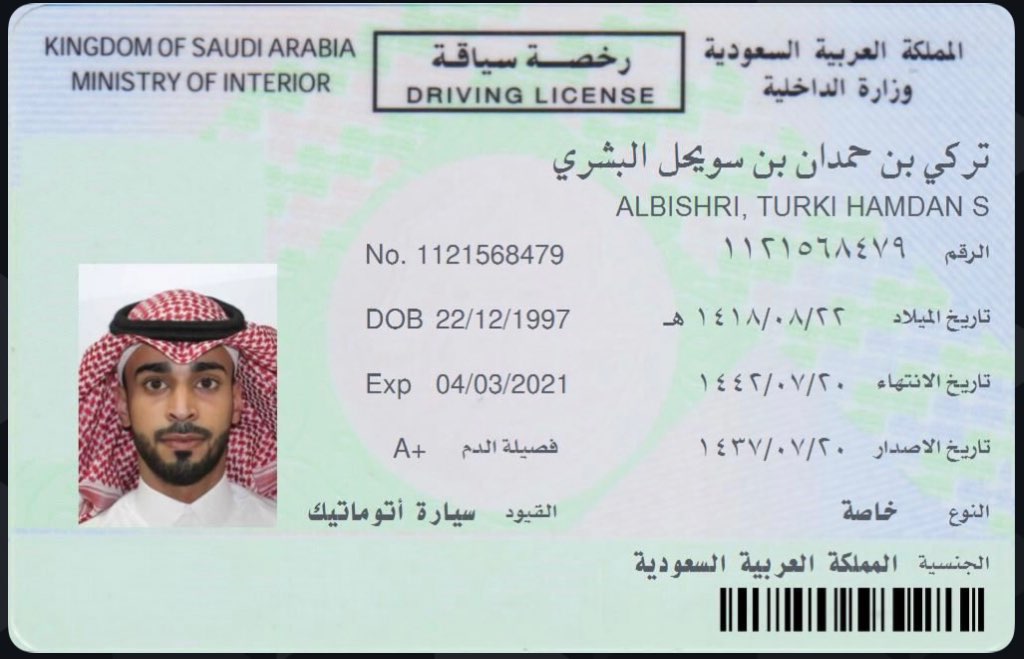 KINGDOM OF SAUDI ARABIA
MINISTRY OF INTERIOR
رخصة سياقة
DRIVING LICENSE
المملكة العربية السعودية
وزارة الداخلية
تركي بن حمدان بن سويحل البشري
ALBISHRI, TURKI HAMDAN S
No. 1121568479
الرقم ١١٢١٥٦٨٤٧٩
DOB 22/12/1997
تاريخ الميلاد ١٤١٨/٠٨/٢٢ هـ
Exp 04/03/2021
تاريخ الانتهاء ١٤٤٢/٠٧/٢٠
فصيلة الدم A+
تاريخ الاصدار ١٤٣٧/٠٧/٢٠
النوع خاصة
القيود سيارة أتوماتيك
الجنسية المملكة العربية السعودية